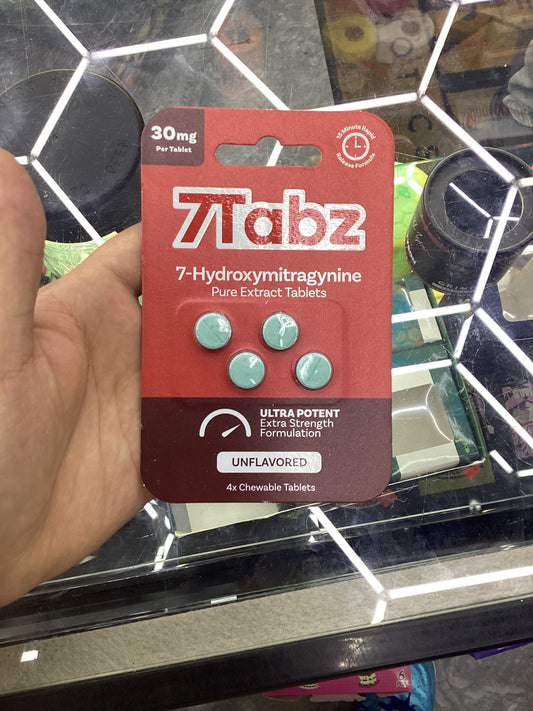 30mg
Per Tablet
15 Minute Rapid
Release Formula
7Tabz
7-Hydroxymitragynine
Pure Extract Tablets
ULTRA POTENT
Extra Strength
Formulation
UNFLAVORED
4x Chewable Tablets